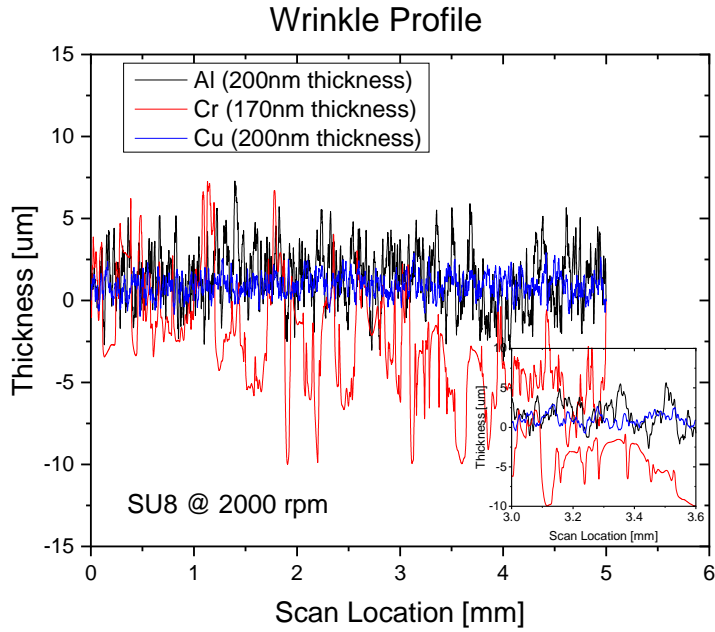 Wrinkle Profile
15
10
5
0
-5
-10
-15
Thickness [um]
Al (200nm thickness)
Cr (170nm thickness)
Cu (200nm thickness)
SU8 @ 2000 rpm
10
5
0
-5
-10
Thickness [um]
3.0 3.2 3.4 3.6
Scan Location [mm]
0 1 2 3 4 5 6
Scan Location [mm]